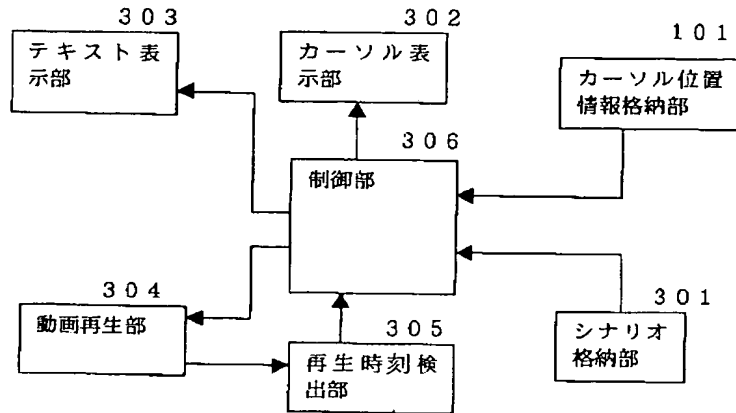 303
テキスト表
示部
302
カーソル表
示部
101
カーソル位置
情報格納部
306
制御部
304
動画再生部
305
再生時刻検
出部
301
シナリオ
格納部